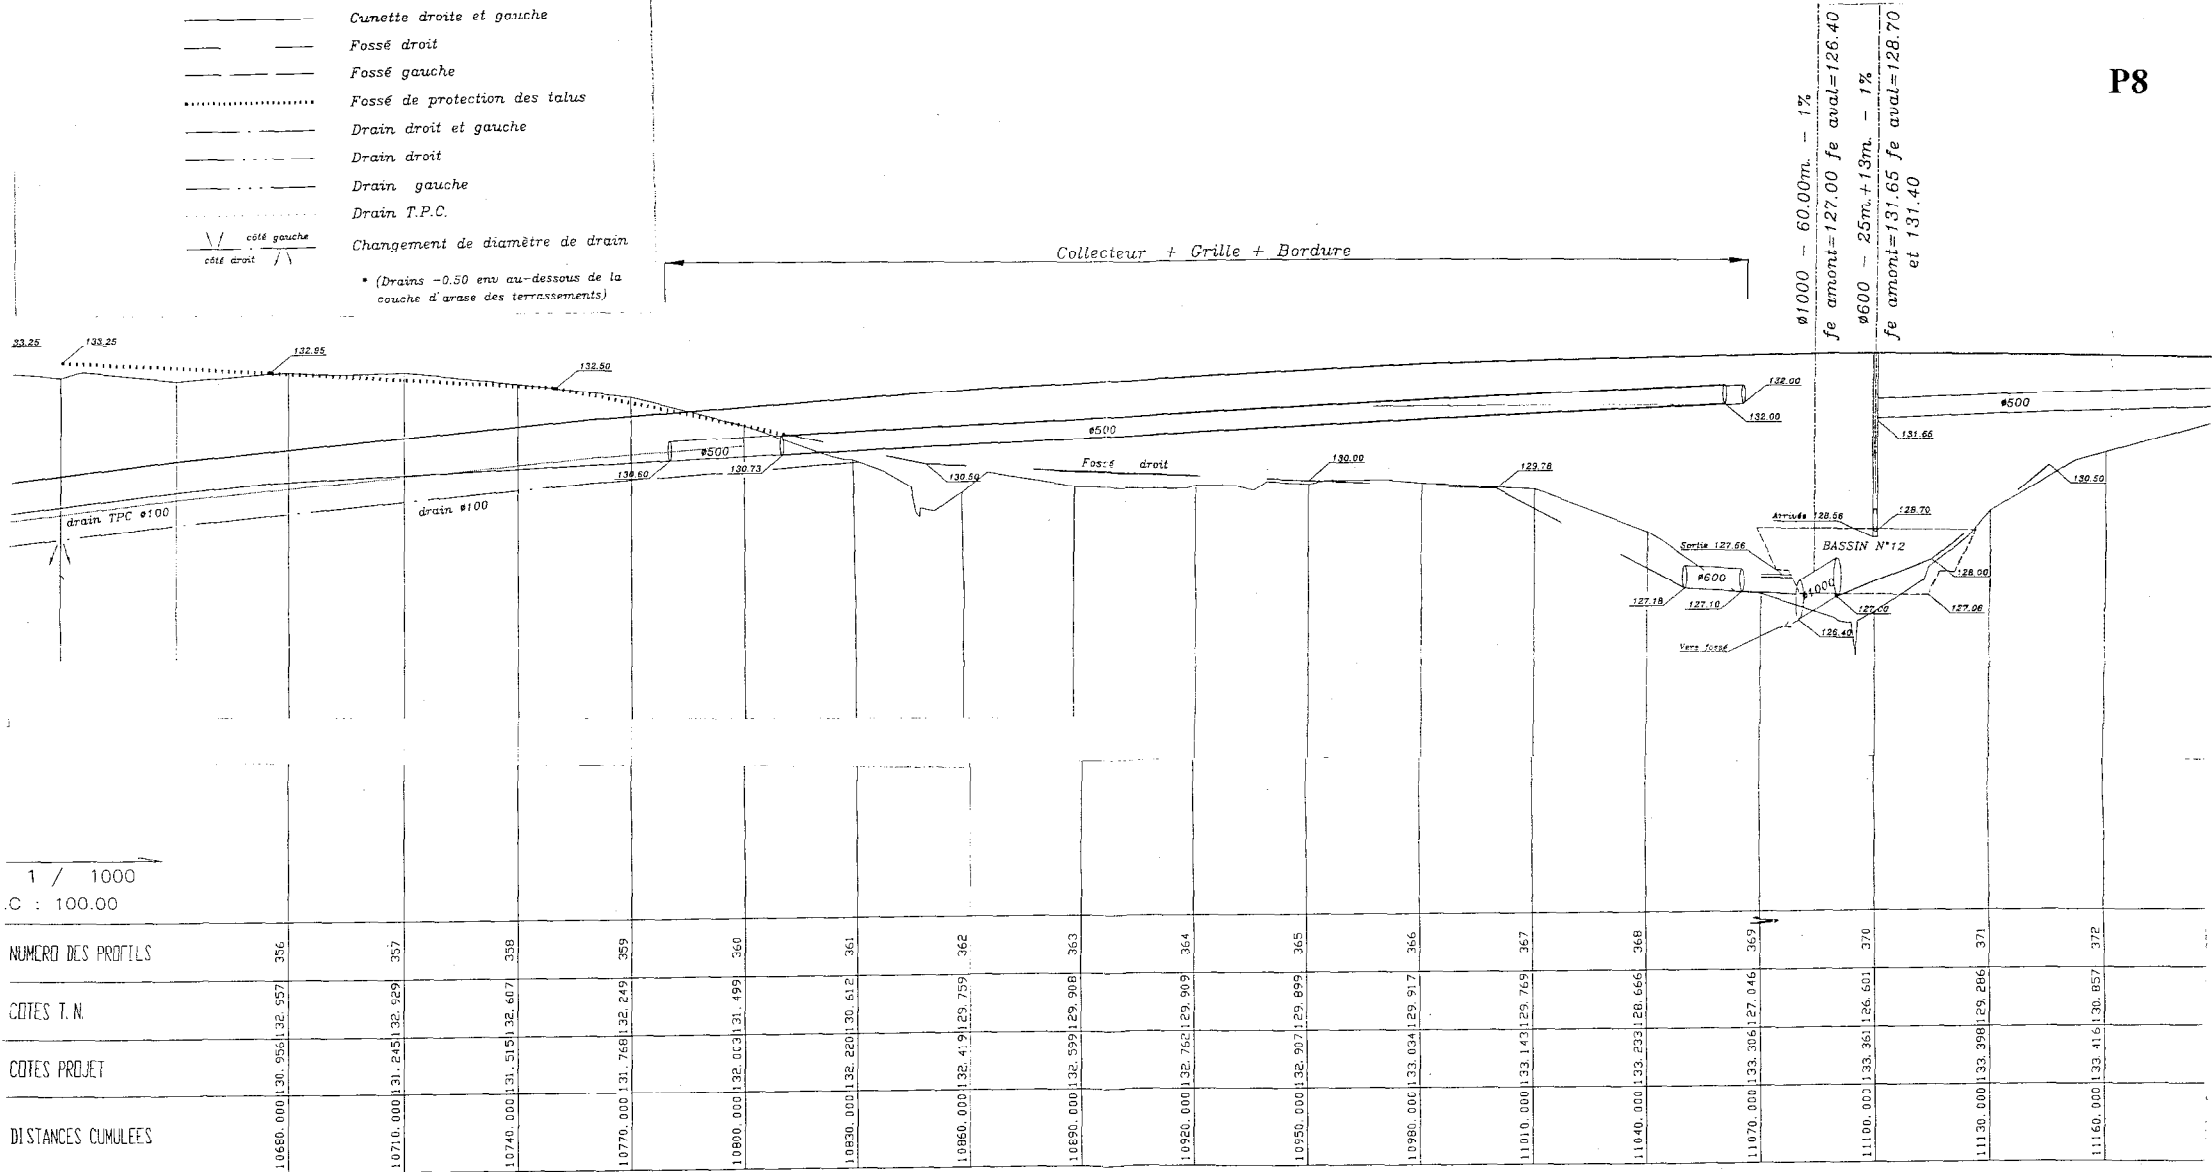 Cunette droite et gauche
Fossé droit
Fossé gauche
Fossé de protection des talus
Drain droit et gauche
Drain droit
Drain gauche
Drain T.P.C.
côté gauche
côté droit
Changement de diamètre de drain
* (Drains -0.50 env au-dessous de la
couche d'arase des terrassements)
P8
ø1000 - 60.00m. - 1%
fe amont=127.00 fe aval=126.40
ø600 - 25m.+13m. - 1%
fe amont=131.65 fe aval=128.70
et 131.40
Collecteur + Grille + Bordure
33.25
133.25
132.95
132.50
132.00
132.00
ø500
131.65
ø500
ø500
130.60
130.73
130.50
Fossé droit
130.00
129.78
130.50
drain TPC ø100
drain ø100
Arrivée 128.56
128.70
BASSIN N°12
Sortie 127.66
ø600
ø1000
128.00
127.18
127.10
127.00
127.06
126.40
Vers fossé
1 / 1000
.C : 100.00
NUMERO DES PROFILS
356 357 358 359 360 361 362 363 364 365 366 367 368 369 370 371 372
COTES T.N.
132.957 132.929 132.607 132.249 131.499 130.612 129.759 129.908 129.909 129.899 129.917 129.769 128.666 127.046 126.601 129.286 130.857
COTES PROJET
130.956 131.245 131.515 131.768 132.003 132.220 132.419 132.599 132.762 132.907 133.034 133.143 133.233 133.306 133.361 133.398 133.416
DISTANCES CUMULEES
10680.000 10710.000 10740.000 10770.000 10800.000 10830.000 10860.000 10890.000 10920.000 10950.000 10980.000 11010.000 11040.000 11070.000 11100.000 11130.000 11160.000